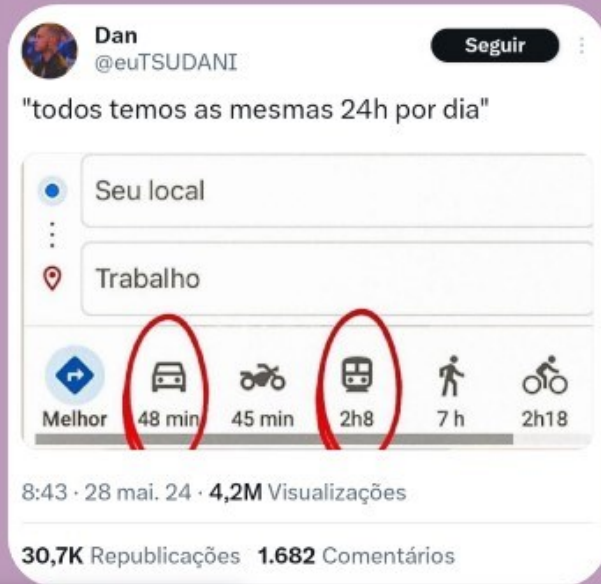 Dan
@euTSUDANI
Seguir
"todos temos as mesmas 24h por dia"
Seu local
Trabalho
Melhor 48 min 45 min 2h8 7 h 2h18
8:43 · 28 mai. 24 · 4,2M Visualizações
30,7K Republicações 1.682 Comentários